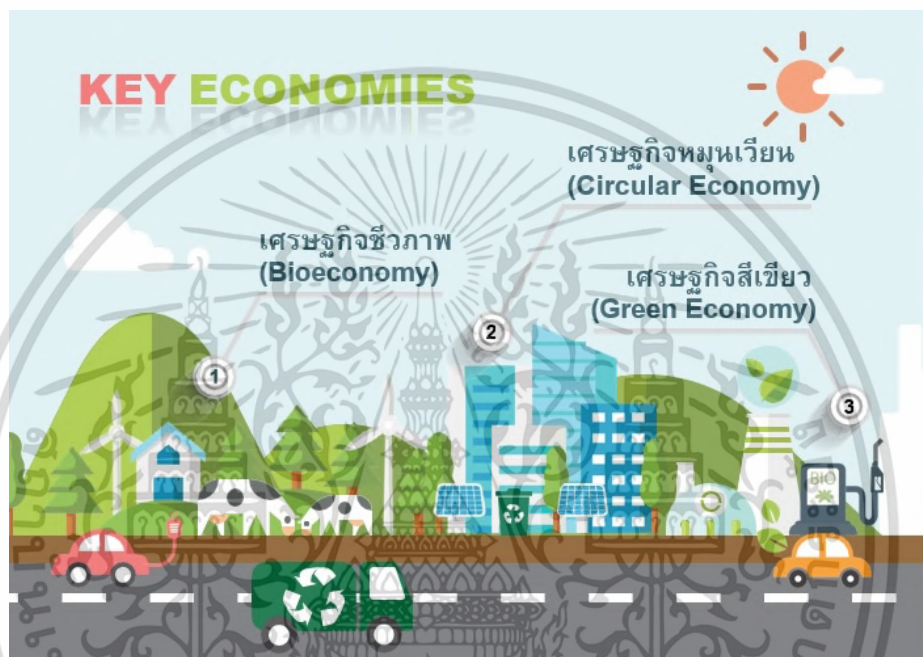 KEY ECONOMIES
เศรษฐกิจหมุนเวียน
(Circular Economy)
เศรษฐกิจชีวภาพ
(Bioeconomy)
เศรษฐกิจสีเขียว
(Green Economy)
2
1
3
BIO